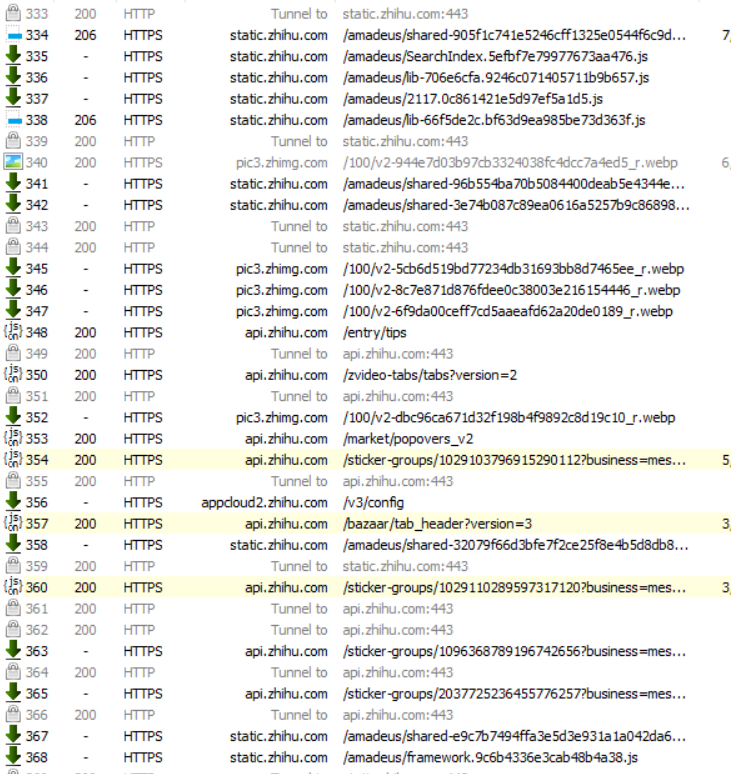 333 200 HTTP Tunnel to static.zhihu.com:443
334 206 HTTPS static.zhihu.com /amadeus/shared-905f1c741e5246cff1325e0544f6c9d... 7,
335 - HTTPS static.zhihu.com /amadeus/SearchIndex.5efbf7e79977673aa476.js
336 - HTTPS static.zhihu.com /amadeus/lib-706e6cfa.9246c071405711b9b657.js
337 - HTTPS static.zhihu.com /amadeus/2117.0c861421e5d97ef5a1d5.js
338 206 HTTPS static.zhihu.com /amadeus/lib-66f5de2c.bf63d9ea985be73d363f.js
339 200 HTTP Tunnel to static.zhihu.com:443
340 200 HTTPS pic3.zhimg.com /100/v2-944e7d03b97cb3324038fc4dcc7a4ed5_r.webp 6,
341 - HTTPS static.zhihu.com /amadeus/shared-96b554ba70b5084400deab5e4344e...
342 - HTTPS static.zhihu.com /amadeus/shared-3e74b087c89ea0616a5257b9c86898...
343 200 HTTP Tunnel to static.zhihu.com:443
344 200 HTTP Tunnel to static.zhihu.com:443
345 - HTTPS pic3.zhimg.com /100/v2-5cb6d519bd77234db31693bb8d7465ee_r.webp
346 - HTTPS pic3.zhimg.com /100/v2-8c7e871d876fdee0c38003e216154446_r.webp
347 - HTTPS pic3.zhimg.com /100/v2-6f9da00ceff7cd5aaeafd62a20de0189_r.webp
348 200 HTTPS api.zhihu.com /entry/tips
349 200 HTTP Tunnel to api.zhihu.com:443
350 200 HTTPS api.zhihu.com /zvideo-tabs/tabs?version=2
351 200 HTTP Tunnel to api.zhihu.com:443
352 - HTTPS pic3.zhimg.com /100/v2-dbc96ca671d32f198b4f9892c8d19c10_r.webp
353 200 HTTPS api.zhihu.com /market/popovers_v2
354 200 HTTPS api.zhihu.com /sticker-groups/1029103796915290112?business=mes... 5,
355 200 HTTP Tunnel to api.zhihu.com:443
356 - HTTPS appcloud2.zhihu.com /v3/config
357 200 HTTPS api.zhihu.com /bazaar/tab_header?version=3 3,
358 - HTTPS static.zhihu.com /amadeus/shared-32079f66d3bfe7f2ce25f8e4b5d8db8...
359 200 HTTP Tunnel to static.zhihu.com:443
360 200 HTTPS api.zhihu.com /sticker-groups/1029110289597317120?business=mes... 3,
361 200 HTTP Tunnel to api.zhihu.com:443
362 200 HTTP Tunnel to api.zhihu.com:443
363 - HTTPS api.zhihu.com /sticker-groups/1096368789196742656?business=mes...
364 200 HTTP Tunnel to api.zhihu.com:443
365 - HTTPS api.zhihu.com /sticker-groups/2037725236455776257?business=mes...
366 200 HTTP Tunnel to api.zhihu.com:443
367 - HTTPS static.zhihu.com /amadeus/shared-e9c7b7494ffa3e5d3e931a1a042da6...
368 - HTTPS static.zhihu.com /amadeus/framework.9c6b4336e3cab48b4a38.js